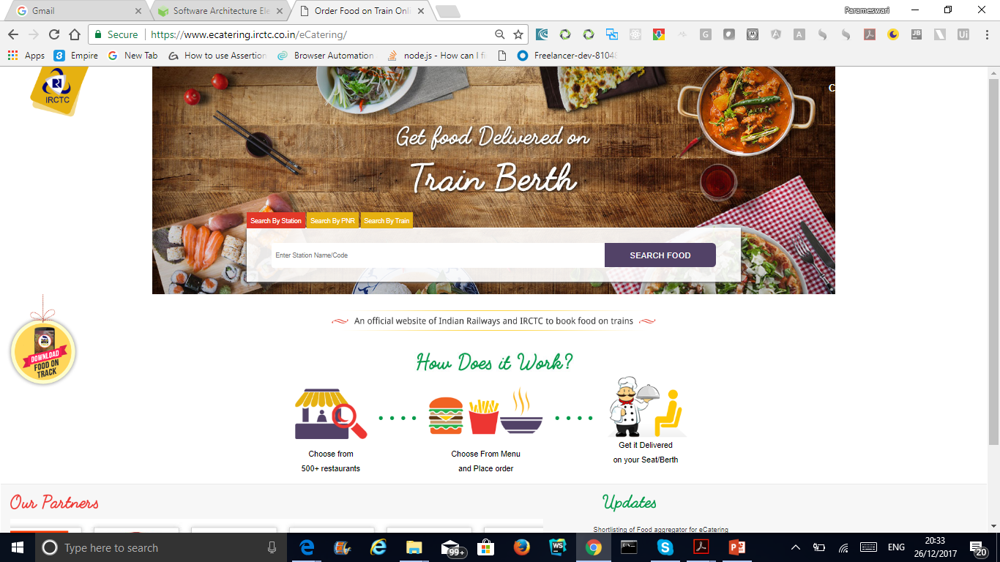 Gmail
Software Architecture Ele
Order Food on Train Onli
Parameswari
Secure
https://www.ecatering.irctc.co.in/eCatering/
Apps
Empire
New Tab
How to use Assertion
Browser Automation
node.js - How can I fi
Freelancer-dev-81048
IRCTC
C
Get food Delivered on
Train Berth
Search By Station
Search By PNR
Search By Train
Enter Station Name/Code
SEARCH FOOD
An official website of Indian Railways and IRCTC to book food on trains
DOWNLOAD
FOOD ON
TRACK
How Does it Work?
Choose from
500+ restaurants
Choose From Menu
and Place order
Get it Delivered
on your Seat/Berth
Our Partners
Updates
Shortlisting of Food aggregator for eCatering
Type here to search
99+
WS
ENG
20:33
26/12/2017
20